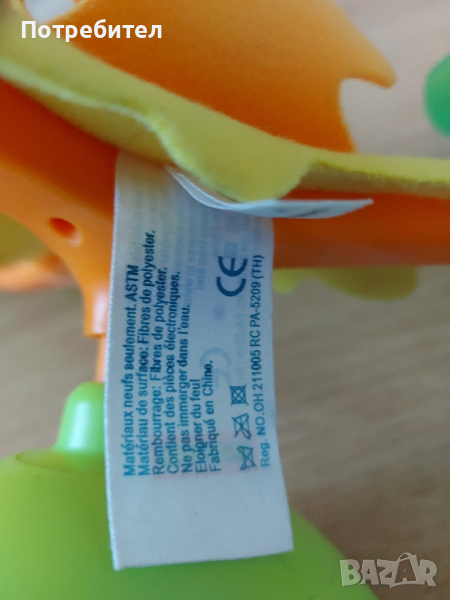 Потребител
Matériaux neufs seulement. ASTM
Matériau de surface: Fibres de polyester.
Rembourrage: Fibres de polyester.
Contient des pièces électroniques.
Ne pas immerger dans l'eau.
Eloigner du feu!
Fabriqué en Chine.
CE
Reg. NO.OH 211005 RC PA-5209 (TH)
BAZAR